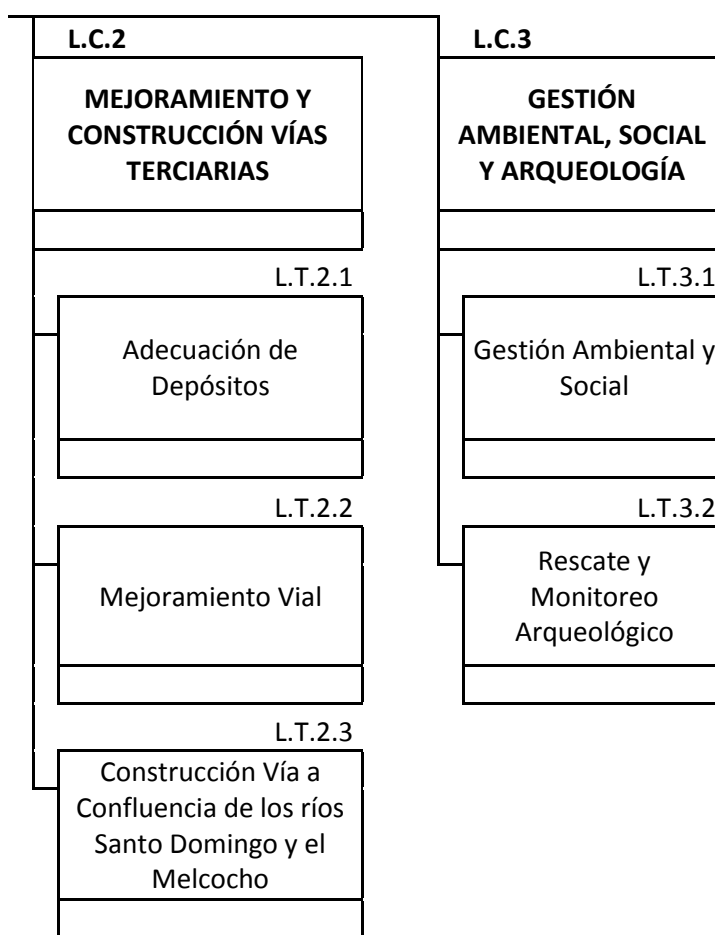 L.C.2
MEJORAMIENTO Y
CONSTRUCCIÓN VÍAS
TERCIARIAS
L.T.2.1
Adecuación de
Depósitos
L.T.2.2
Mejoramiento Vial
L.T.2.3
Construcción Vía a
Confluencia de los ríos
Santo Domingo y el
Melcocho
L.C.3
GESTIÓN
AMBIENTAL, SOCIAL
Y ARQUEOLOGÍA
L.T.3.1
Gestión Ambiental y
Social
L.T.3.2
Rescate y
Monitoreo
Arqueológico